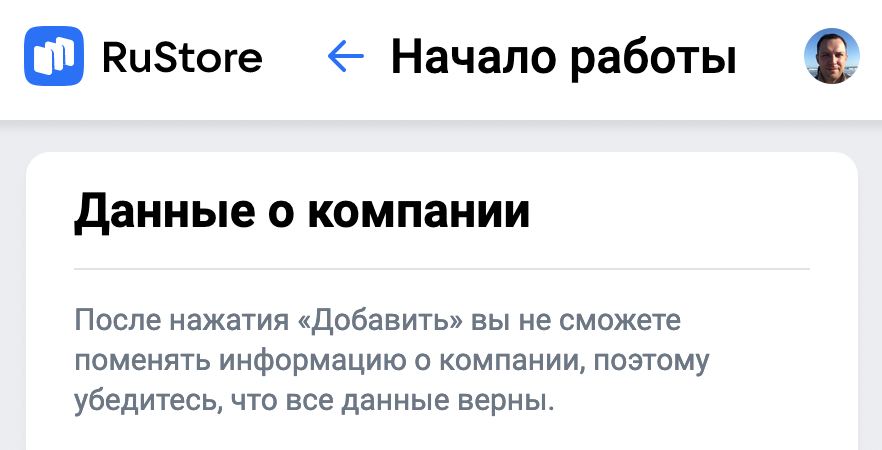 RuStore
← Начало работы
Данные о компании
После нажатия «Добавить» вы не сможете
поменять информацию о компании, поэтому
убедитесь, что все данные верны.